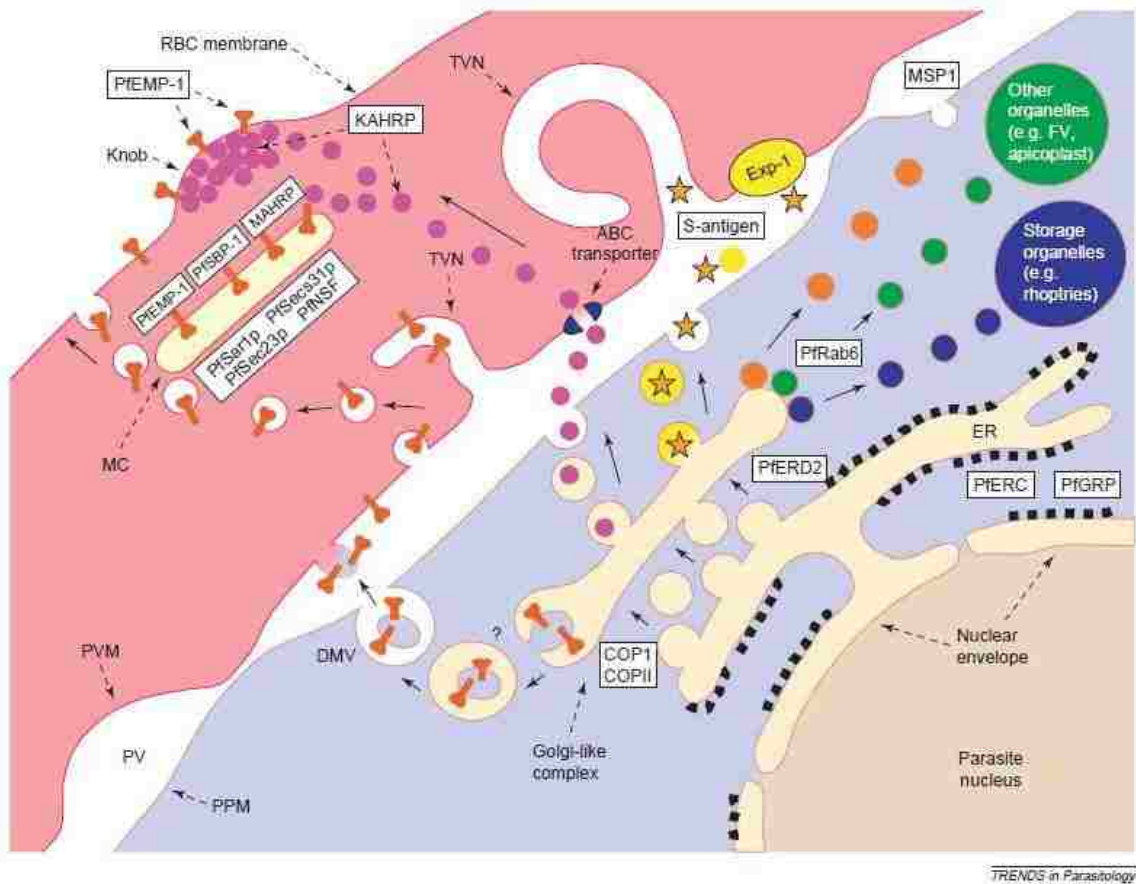 RBC membrane
TVN
MSP1
PfEMP-1
Other
organelles
(e.g. FV,
apicoplast)
KAHRP
Knob
Exp-1
S-antigen
Storage
organelles
(e.g.
rhoptries)
MAHRP
PfSBP-1
PfEMP-1
TVN
ABC
transporter
PfSar1p PfSecs31p
PfSec23p PfNSF
PfRab6
MC
ER
PfERD2
PfERC
PfGRP
?
PVM
DMV
COP1
COPII
Nuclear
envelope
PV
Golgi-like
complex
Parasite
nucleus
PPM
TRENDS in Parasitology